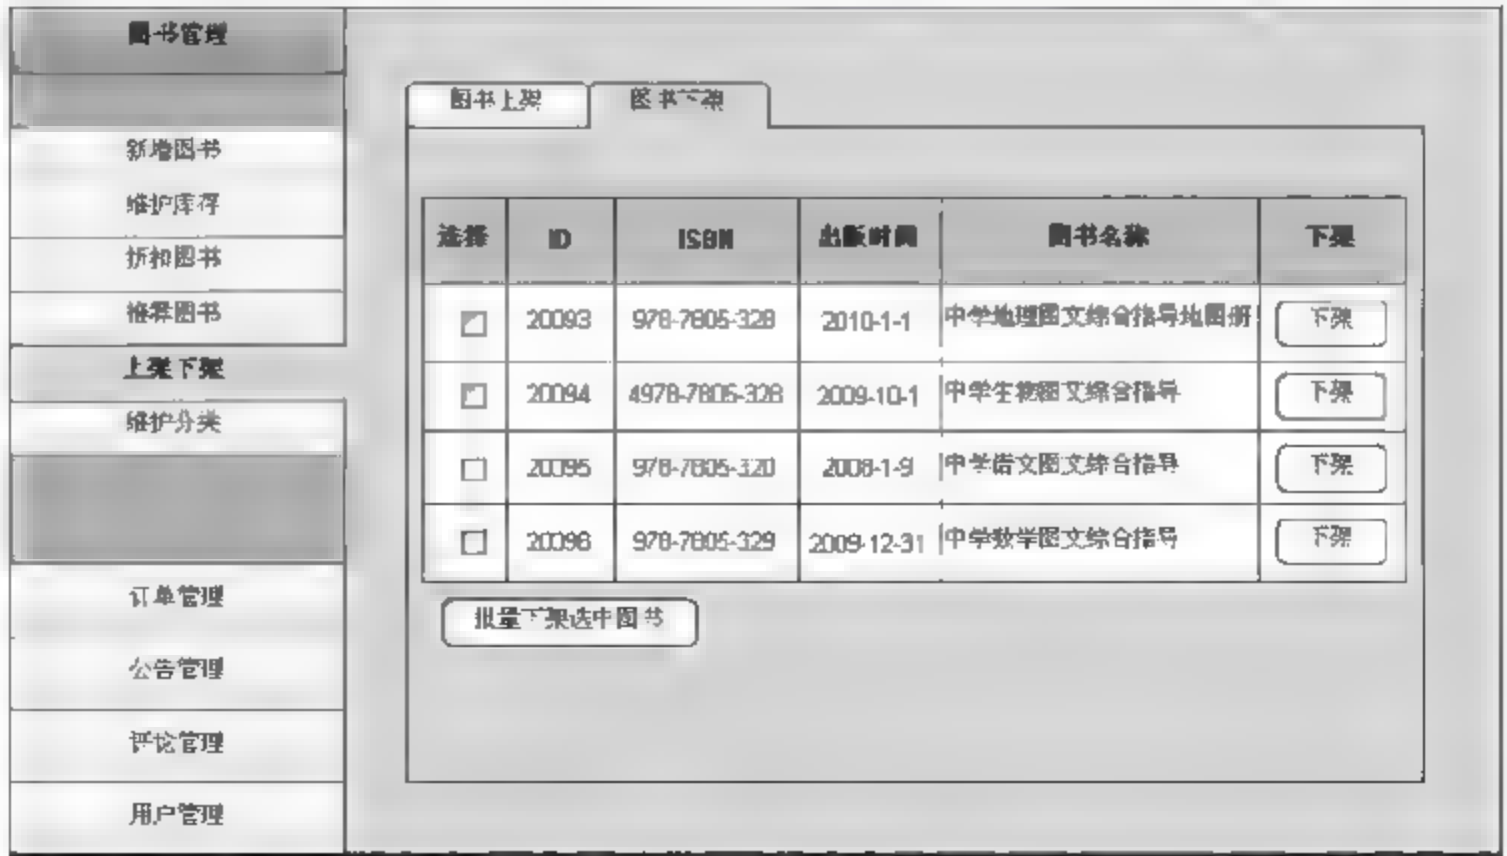 图书管理
新增图书
维护库存
折扣图书
推荐图书
上架下架
维护分类
订单管理
公告管理
评论管理
用户管理
图书上架 图书下架
选择 ID ISBN 出版时间 图书名称 下架
20093 978-7805-328 2010-1-1 中学地理图文综合指导地图册 下架
20094 4978-7805-328 2009-10-1 中学生物图文综合指导 下架
20095 978-7805-320 2008-1-9 中学语文图文综合指导 下架
20098 978-7805-329 2009-12-31 中学数学图文综合指导 下架
批量下架选中图书